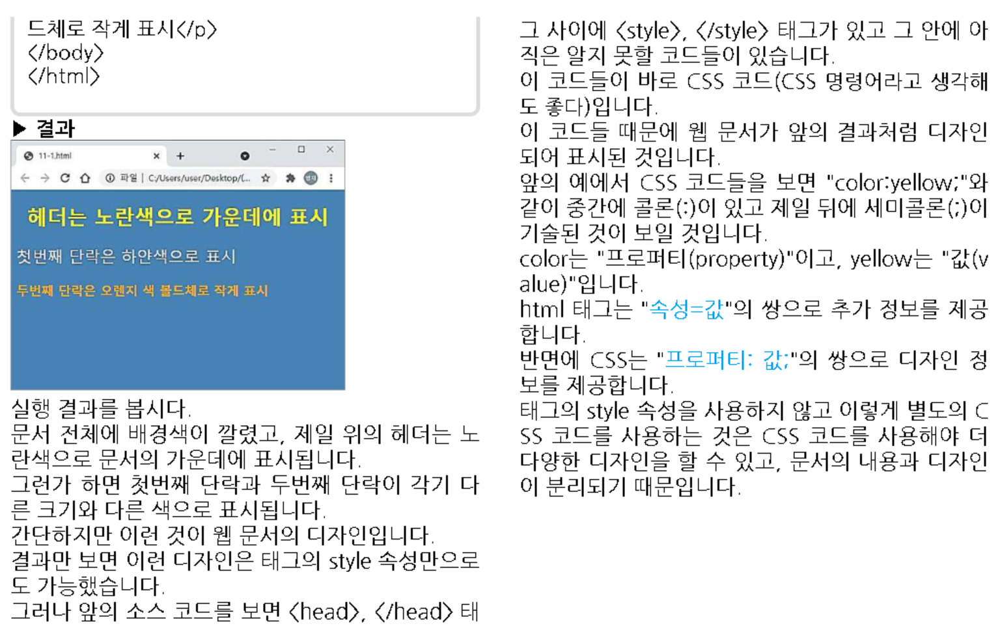 드체로 작게 표시</p>
</body>
</html>
▶ 결과
11-1.html
파일 | C:/Users/user/Desktop/(...
헤더는 노란색으로 가운데에 표시
첫번째 단락은 하얀색으로 표시
두번째 단락은 오렌지 색 볼드체로 작게 표시
실행 결과를 봅시다.
문서 전체에 배경색이 깔렸고, 제일 위의 헤더는 노
란색으로 문서의 가운데에 표시됩니다.
그런가 하면 첫번째 단락과 두번째 단락이 각기 다
른 크기와 다른 색으로 표시됩니다.
간단하지만 이런 것이 웹 문서의 디자인입니다.
결과만 보면 이런 디자인은 태그의 style 속성만으로
도 가능했습니다.
그러나 앞의 소스 코드를 보면 <head>, </head> 태
그 사이에 <style>, </style> 태그가 있고 그 안에 아
직은 알지 못할 코드들이 있습니다.
이 코드들이 바로 CSS 코드(CSS 명령어라고 생각해
도 좋다)입니다.
이 코드들 때문에 웹 문서가 앞의 결과처럼 디자인
되어 표시된 것입니다.
앞의 예에서 CSS 코드들을 보면 "color:yellow;"와
같이 중간에 콜론(:)이 있고 제일 뒤에 세미콜론(;)이
기술된 것이 보일 것입니다.
color는 "프로퍼티(property)"이고, yellow는 "값(v
alue)"입니다.
html 태그는 "속성=값"의 쌍으로 추가 정보를 제공
합니다.
반면에 CSS는 "프로퍼티: 값;"의 쌍으로 디자인 정
보를 제공합니다.
태그의 style 속성을 사용하지 않고 이렇게 별도의 C
SS 코드를 사용하는 것은 CSS 코드를 사용해야 더
다양한 디자인을 할 수 있고, 문서의 내용과 디자인
이 분리되기 때문입니다.